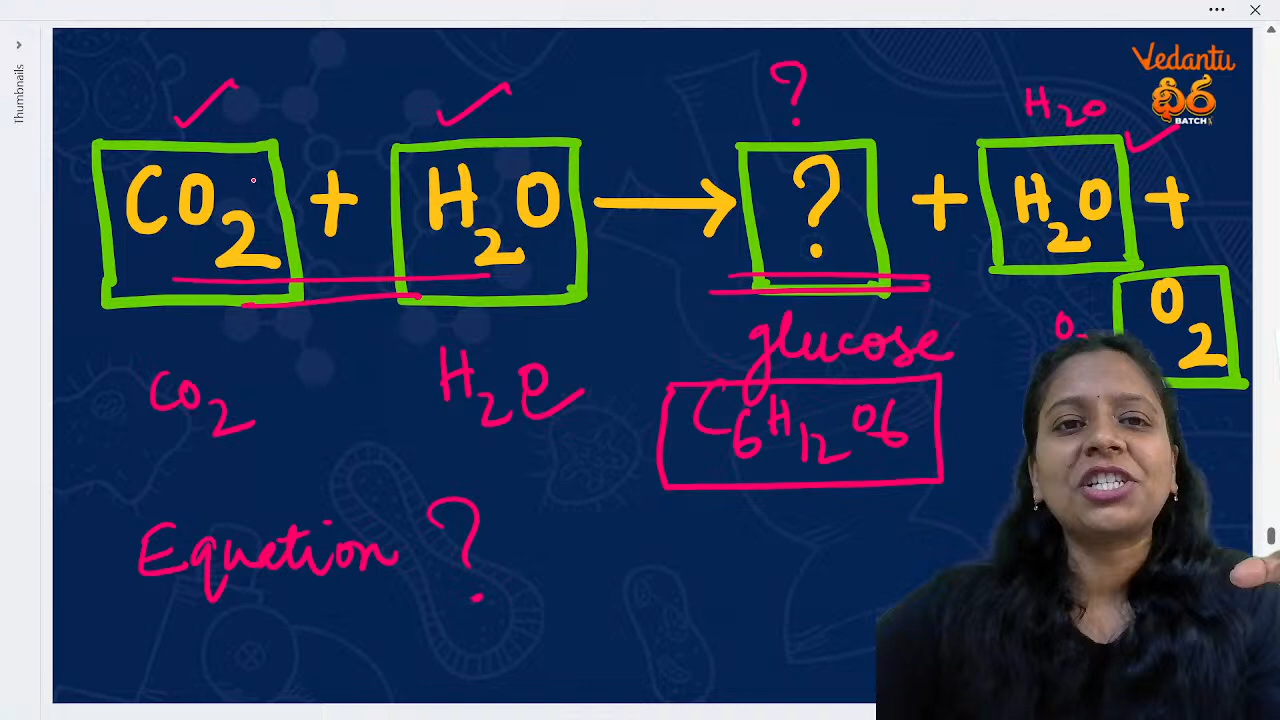 Thumbnails
Vedantu
ధీర
BATCH
?
H2O
CO2 + H2O → ? + H2O +
O2
glucose
CO2
H2O
C6H12O6
Equation ?